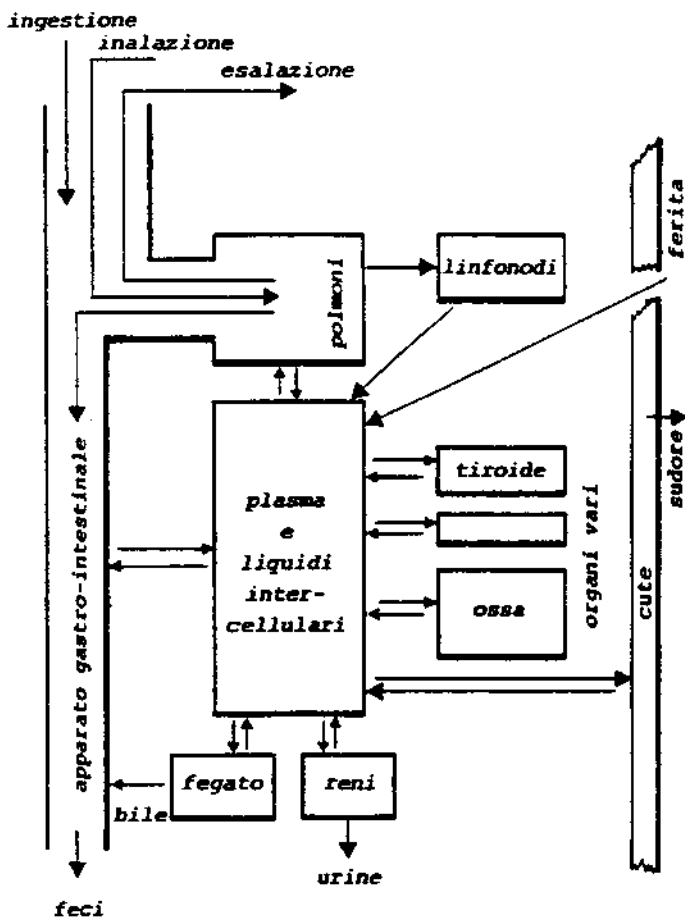 ingestione
inalazione
esalazione
polmoni
linfonodi
ferita
plasma
e
liquidi
inter-
cellulari
tiroide
ossa
organi vari
cute
sudore
apparato gastro-intestinale
fegato
reni
bile
urine
feci